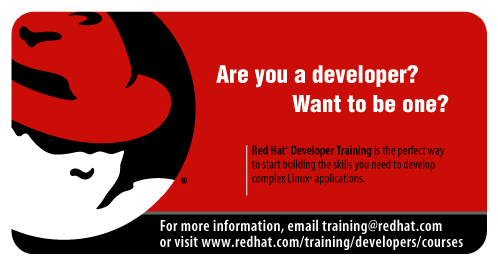 Are you a developer?
Want to be one?
Red Hat® Developer Training is the perfect way
to start building the skills you need to develop
complex Linux® applications.
®
For more information, email training@redhat.com
or visit www.redhat.com/training/developers/courses